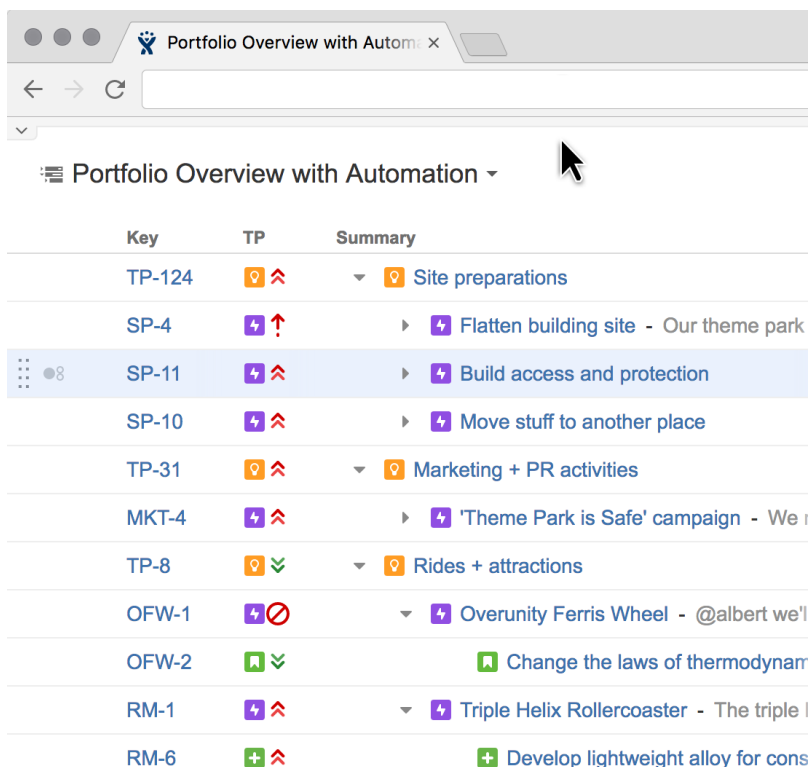 Portfolio Overview with Autom
Portfolio Overview with Automation
Key TP Summary
TP-124 Site preparations
SP-4 Flatten building site - Our theme park
SP-11 Build access and protection
SP-10 Move stuff to another place
TP-31 Marketing + PR activities
MKT-4 'Theme Park is Safe' campaign - We
TP-8 Rides + attractions
OFW-1 Overunity Ferris Wheel - @albert we'll
OFW-2 Change the laws of thermodynam
RM-1 Triple Helix Rollercoaster - The triple
RM-6 Develop lightweight alloy for cons